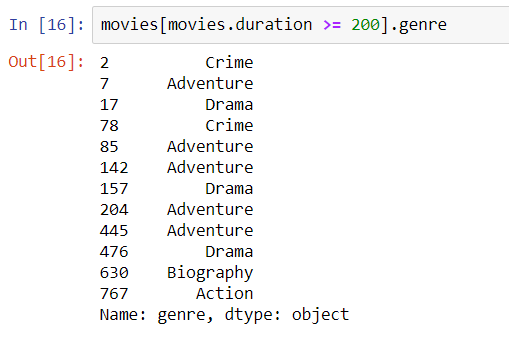 In [16]: movies[movies.duration >= 200].genre
Out[16]: 2 Crime
7 Adventure
17 Drama
78 Crime
85 Adventure
142 Adventure
157 Drama
204 Adventure
445 Adventure
476 Drama
630 Biography
767 Action
Name: genre, dtype: object